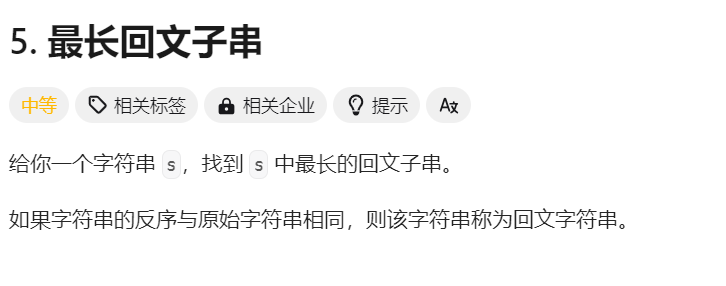 5. 最长回文子串
中等 相关标签 相关企业 提示 A文
给你一个字符串 s，找到 s 中最长的回文子串。
如果字符串的反序与原始字符串相同，则该字符串称为回文字符串。